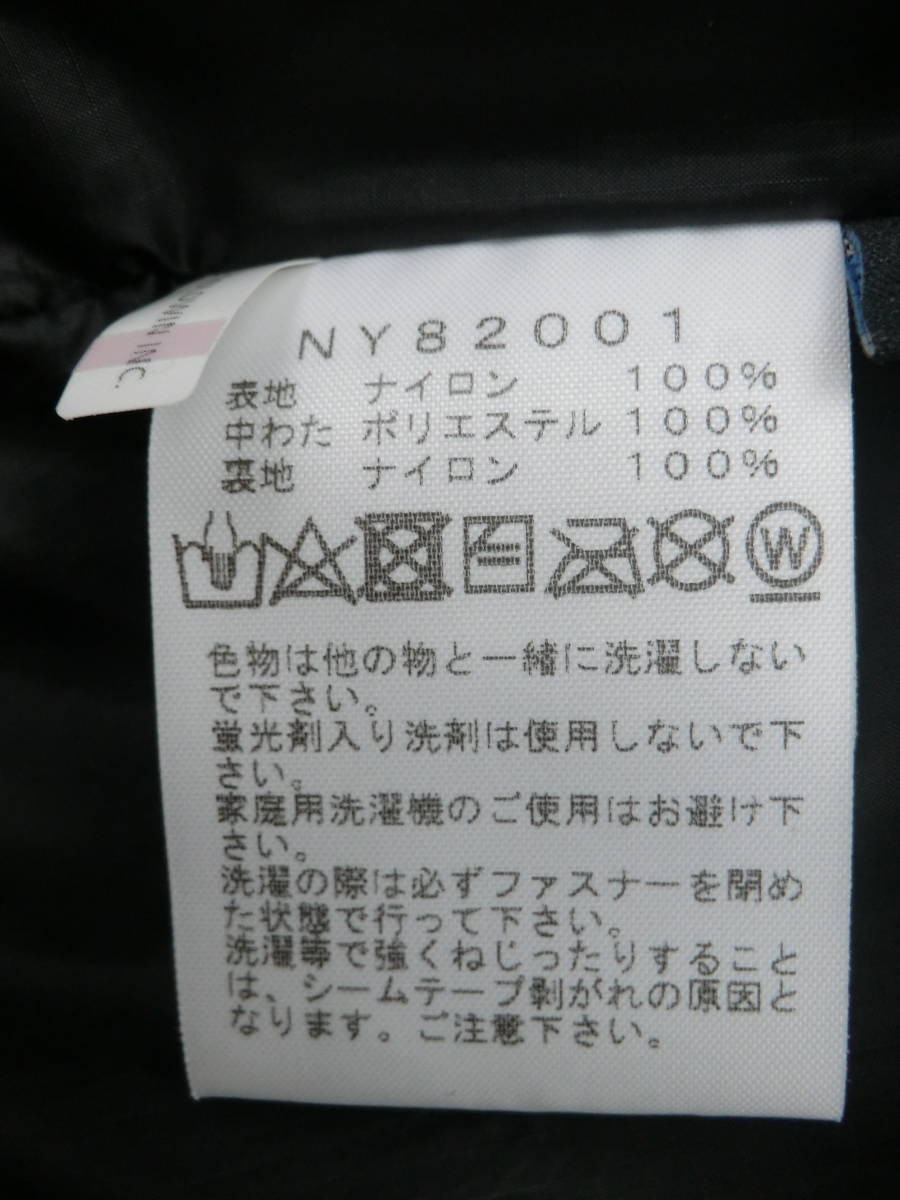 INC.
NY82001
表地 ナイロン 100%
中わた ポリエステル 100%
裏地 ナイロン 100%
W
色物は他の物と一緒に洗濯しない
で下さい。
蛍光剤入り洗剤は使用しないで下
さい。
家庭用洗濯機のご使用はお避け下
さい。
洗濯の際は必ずファスナーを閉め
た状態で行って下さい。
洗濯等で強くねじったりすること
は、シームテープ剥がれの原因と
なります。ご注意下さい。